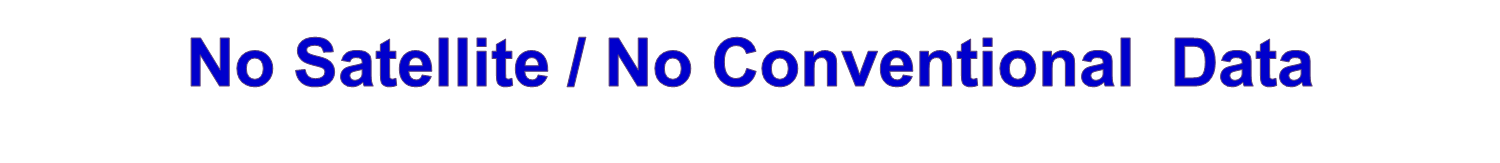 No Satellite / No Conventional  Data